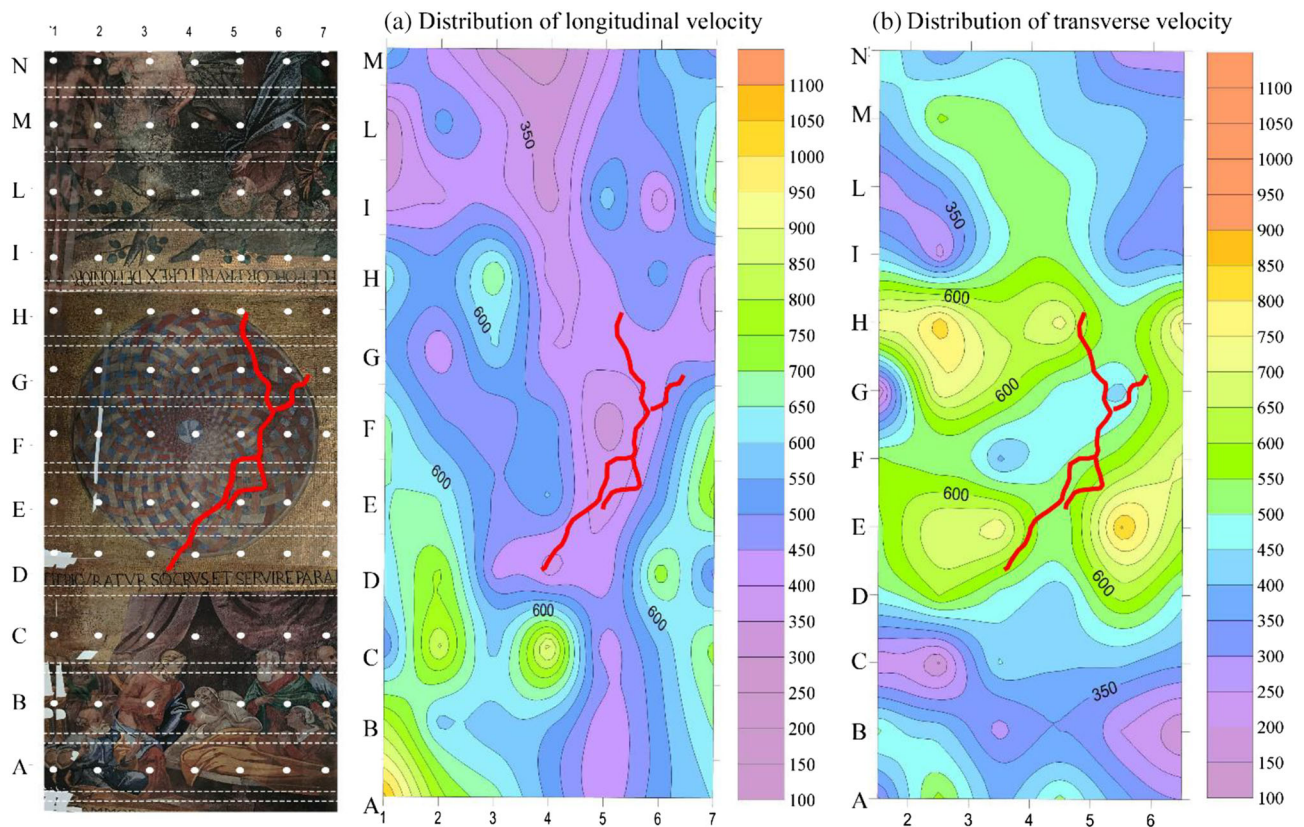 1 2 3 4 5 6 7
N
M
L
I
H
G
F
E
D
C
B
A
GREX DEMONIOR
SOCRVS ET SERVIRE PARA
(a) Distribution of longitudinal velocity
M
L
I
H
G
F
E
D
C
B
A
1 2 3 4 5 6 7
350
600
600
600
600
1100
1050
1000
950
900
850
800
750
700
650
600
550
500
450
400
350
300
250
200
150
100
(b) Distribution of transverse velocity
N
M
L
I
H
G
F
E
D
C
B
A
2 3 4 5 6
350
600
600
600
600
350
1100
1050
1000
950
900
850
800
750
700
650
600
550
500
450
400
350
300
250
200
150
100